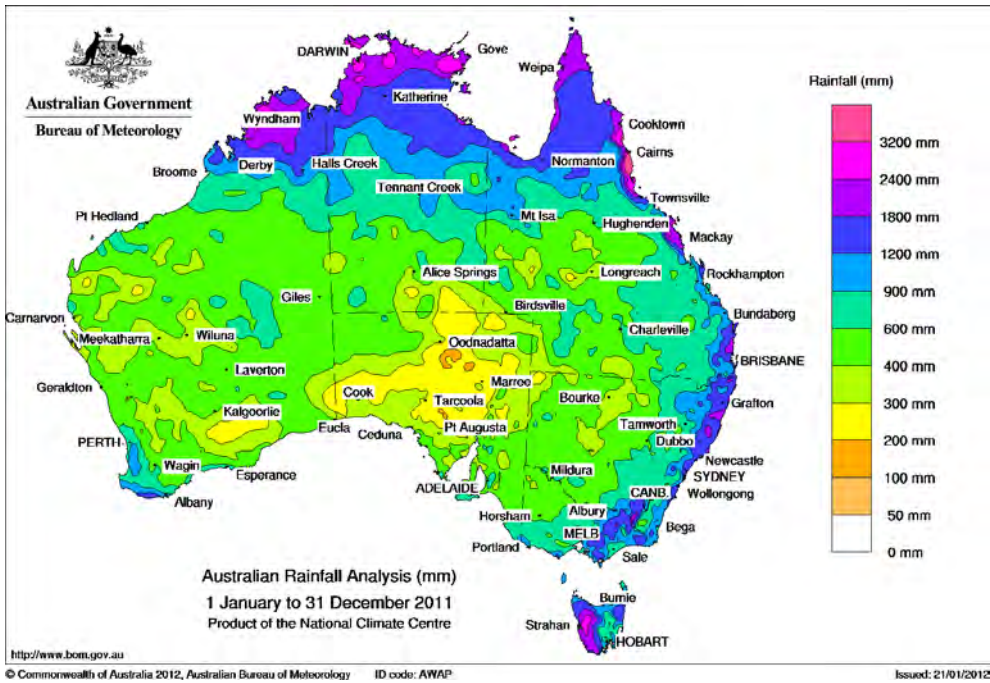 Australian Government
Bureau of Meteorology
DARWIN
Gove
Weipa
Katherine
Wyndham
Cooktown
Cairns
Normanton
Halls Creek
Derby
Broome
Tennant Creek
Townsville
Mt Isa
Pt Hedland
Hughenden
Mackay
Alice Springs
Longreach
Rockhampton
Giles
Birdsville
Bundaberg
Carnarvon
Meekatharra
Wiluna
Charleville
Oodnadatta
BRISBANE
Laverton
Marree
Geraldton
Cook
Tarcoola
Bourke
Grafton
Kalgoorlie
Eucla
Ceduna
Pt Augusta
Tamworth
Dubbo
PERTH
Wagin
Esperance
Mildura
Newcastle
SYDNEY
Wollongong
ADELAIDE
CANB.
Albany
Horsham
Albury
Bega
MELB
Portland
Sale
Burnie
Strahan
HOBART
Rainfall (mm)
3200 mm
2400 mm
1800 mm
1200 mm
900 mm
600 mm
400 mm
300 mm
200 mm
100 mm
50 mm
0 mm
Australian Rainfall Analysis (mm)
1 January to 31 December 2011
Product of the National Climate Centre
http://www.bom.gov.au
© Commonwealth of Australia 2012, Australian Bureau of Meteorology ID code: AWAP Issued: 21/01/2012